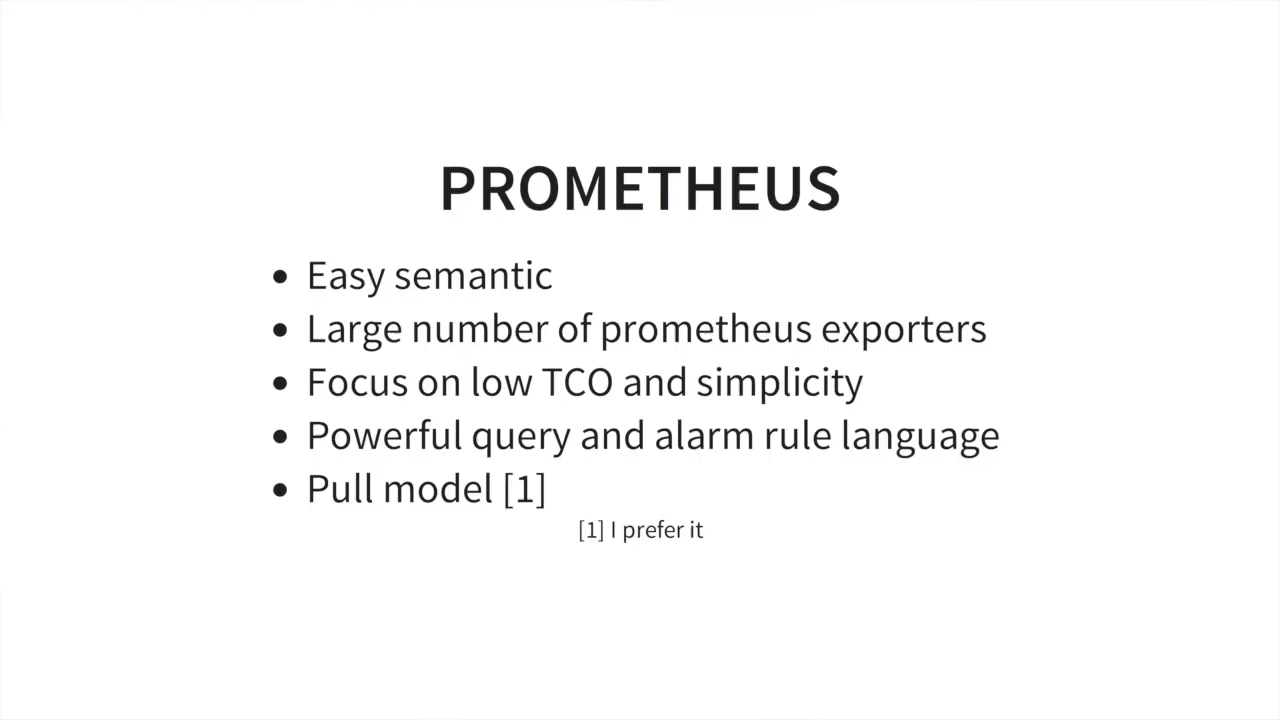 PROMETHEUS
• Easy semantic
• Large number of prometheus exporters
• Focus on low TCO and simplicity
• Powerful query and alarm rule language
• Pull model [1]
[1] I prefer it